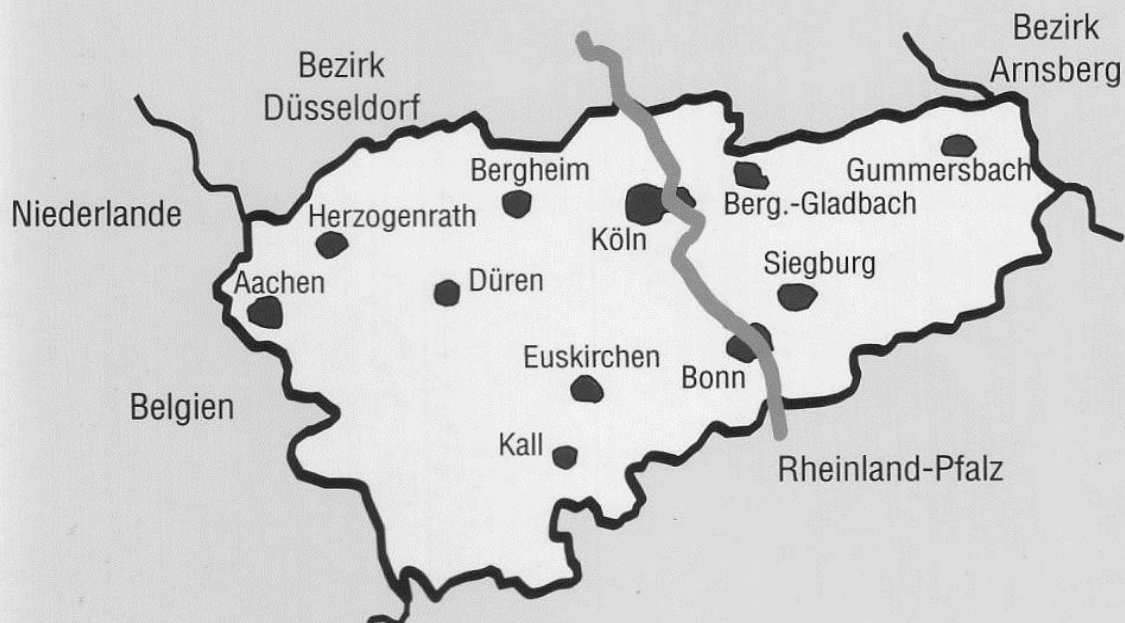 Bezirk
Düsseldorf
Bezirk
Arnsberg
Niederlande
Bergheim
Gummersbach
Herzogenrath
Berg.-Gladbach
Köln
Aachen
Düren
Siegburg
Euskirchen
Bonn
Belgien
Kall
Rheinland-Pfalz